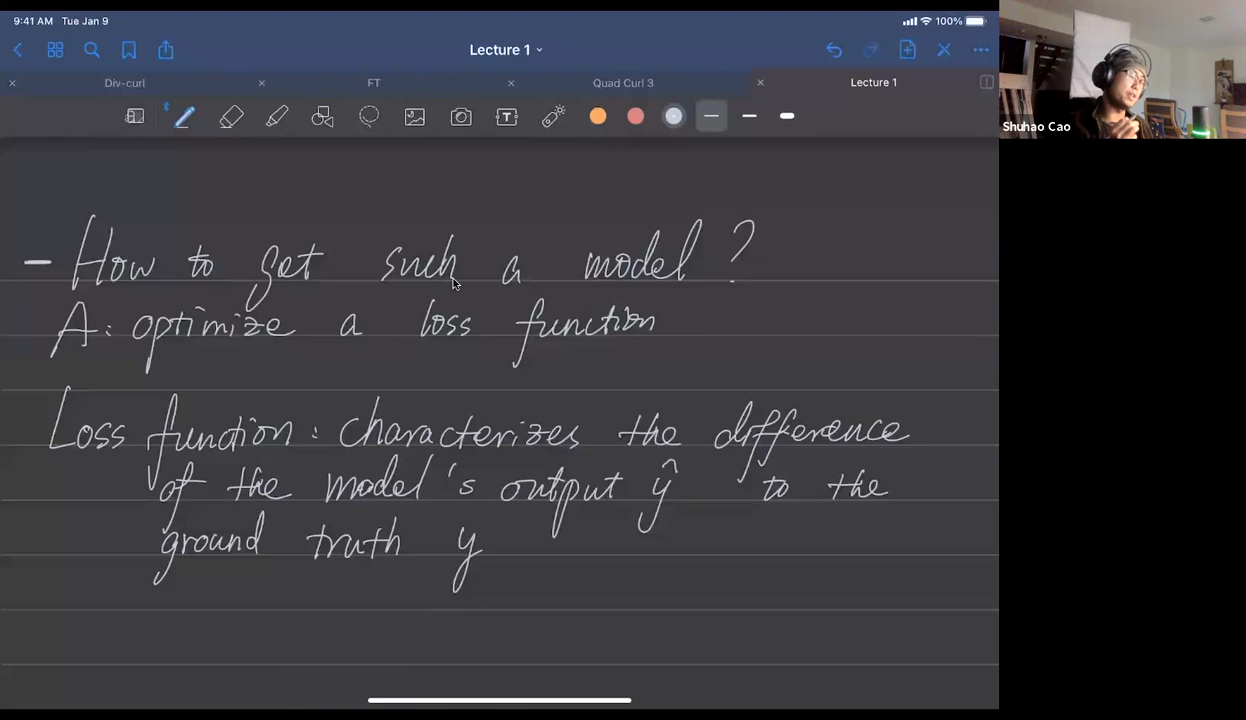 9:41 AM Tue Jan 9
100%
Lecture 1
Div-curl
FT
Quad Curl 3
Lecture 1
Shuhao Cao
- How to get such a model ?
A: optimize a loss function
Loss function : characterizes the difference
of the model's output ŷ to the
ground truth y